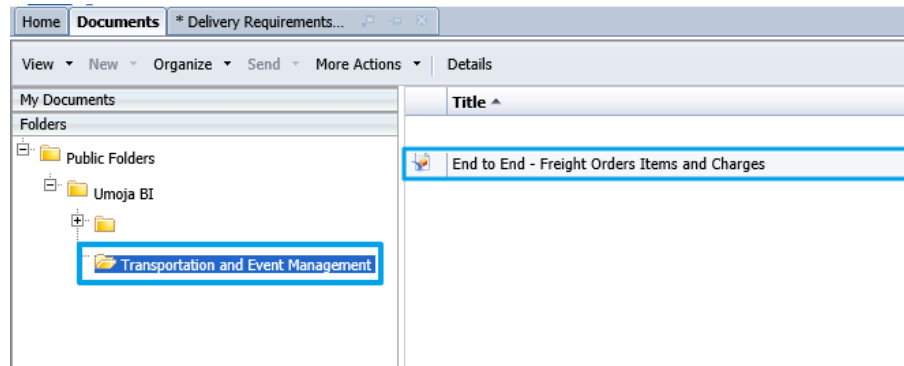 Home Documents * Delivery Requirements...
View New Organize Send More Actions Details
My Documents
Title
Folders
Public Folders
End to End - Freight Orders Items and Charges
Umoja BI
Transportation and Event Management